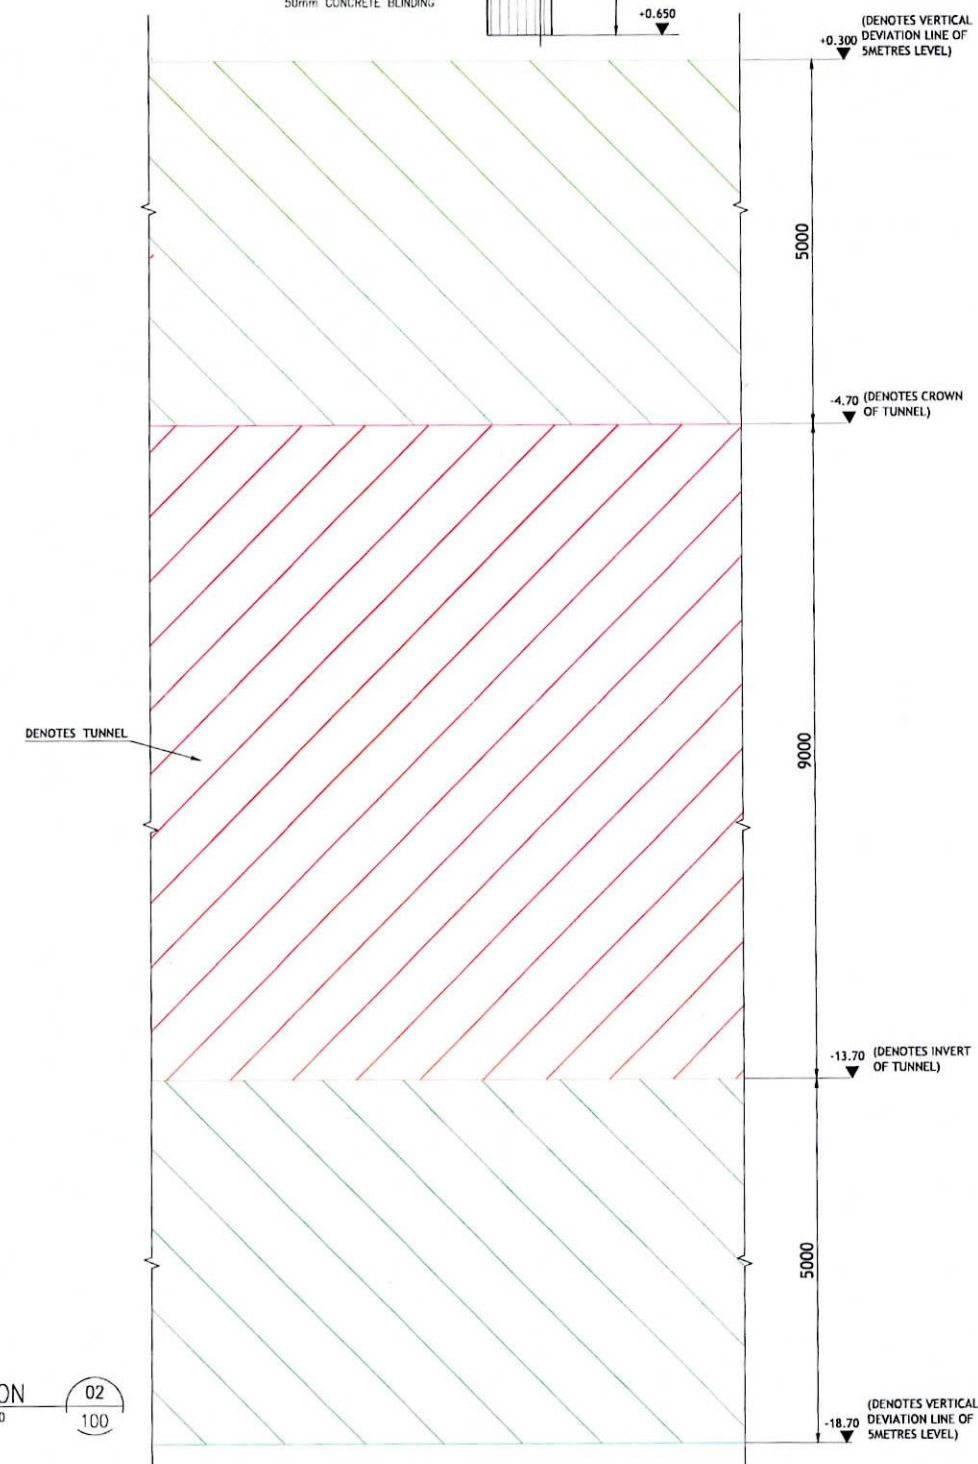 50mm CONCRETE BLINDING
+0.650
(DENOTES VERTICAL
+0.300 DEVIATION LINE OF
5METRES LEVEL)
5000
-4.70 (DENOTES CROWN
OF TUNNEL)
DENOTES TUNNEL
9000
-13.70 (DENOTES INVERT
OF TUNNEL)
5000
ON
02
100
(DENOTES VERTICAL
-18.70 DEVIATION LINE OF
5METRES LEVEL)